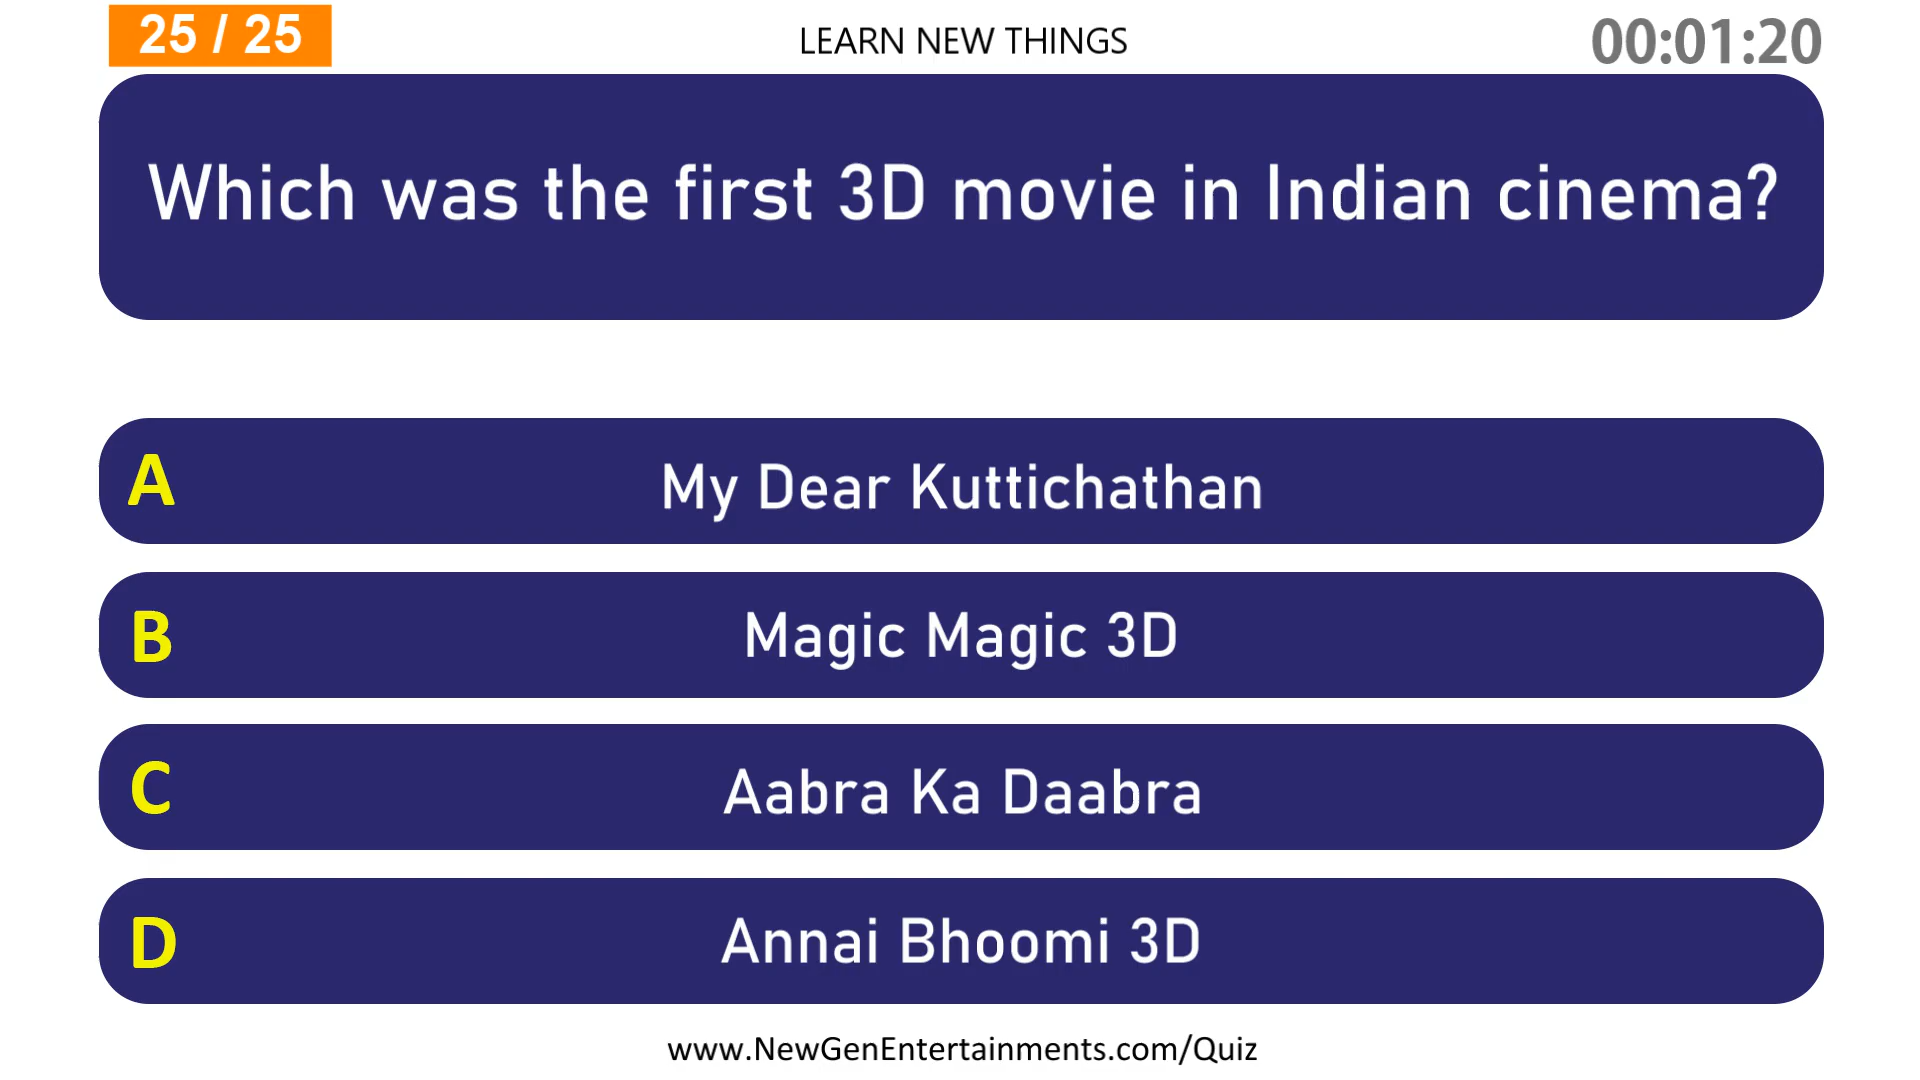 25 / 25
LEARN NEW THINGS
00:01:20
Which was the first 3D movie in Indian cinema?
A
My Dear Kuttichathan
B
Magic Magic 3D
C
Aabra Ka Daabra
D
Annai Bhoomi 3D
www.NewGenEntertainments.com/Quiz